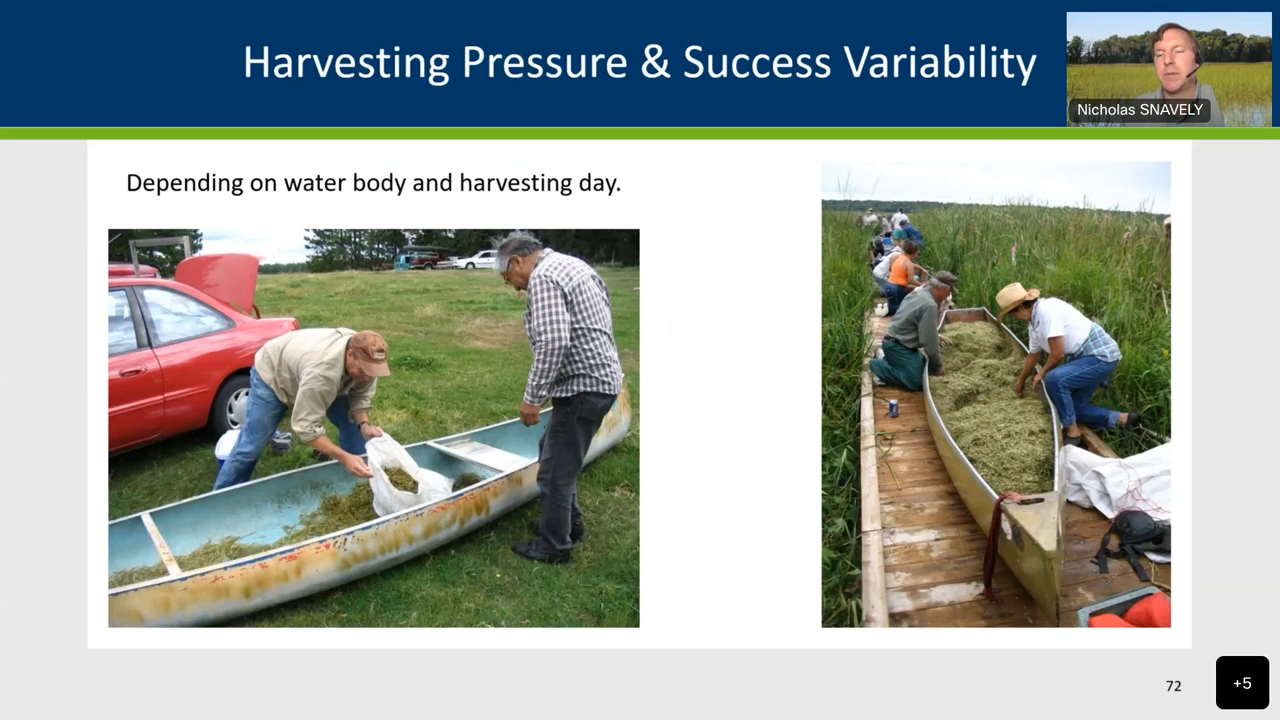 Harvesting Pressure & Success Variability
Nicholas SNAVELY
Depending on water body and harvesting day.
72
+5